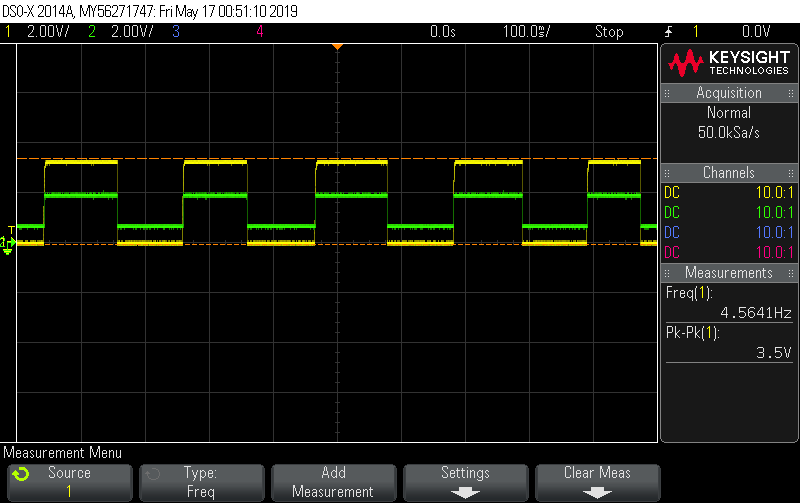 DSO-X 2014A, MY56271747: Fri May 17 00:51:10 2019
1 2.00V/ 2 2.00V/ 3 4 0.0s 100.0ms/ Stop 1 0.0V
KEYSIGHT
TECHNOLOGIES
Acquisition
Normal
50.0kSa/s
Channels
DC 10.0:1
DC 10.0:1
DC 10.0:1
DC 10.0:1
Measurements
Freq(1):
4.5641Hz
Pk-Pk(1):
3.5V
T
Measurement Menu
Source
1
Type:
Freq
Add
Measurement
Settings
Clear Meas